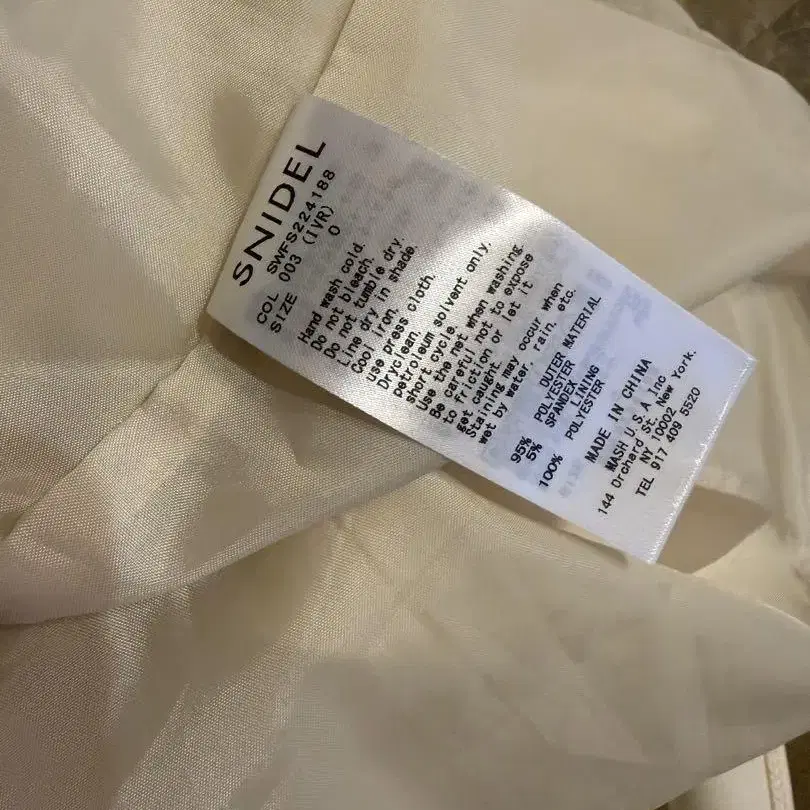 SNIDEL
SWFS224188
COL 003 (IVR)
SIZE 0
Hand wash cold.
Do not bleach.
Do not tumble dry.
Line dry in shade.
Cool iron.
use press cloth.
Dryclean.
petroleum solvent only.
short cycle.
Use the net when washing.
Be careful not to expose
to friction or let it
get caught.
Staining may occur when
wet by water, rain, etc.
OUTER MATERIAL
95% POLYESTER
5% SPANDEX
LINING
100% POLYESTER
MADE IN CHINA
MASH U.S.A Inc
144 Orchard St. New York.
NY 10002
TEL 917 409 5520